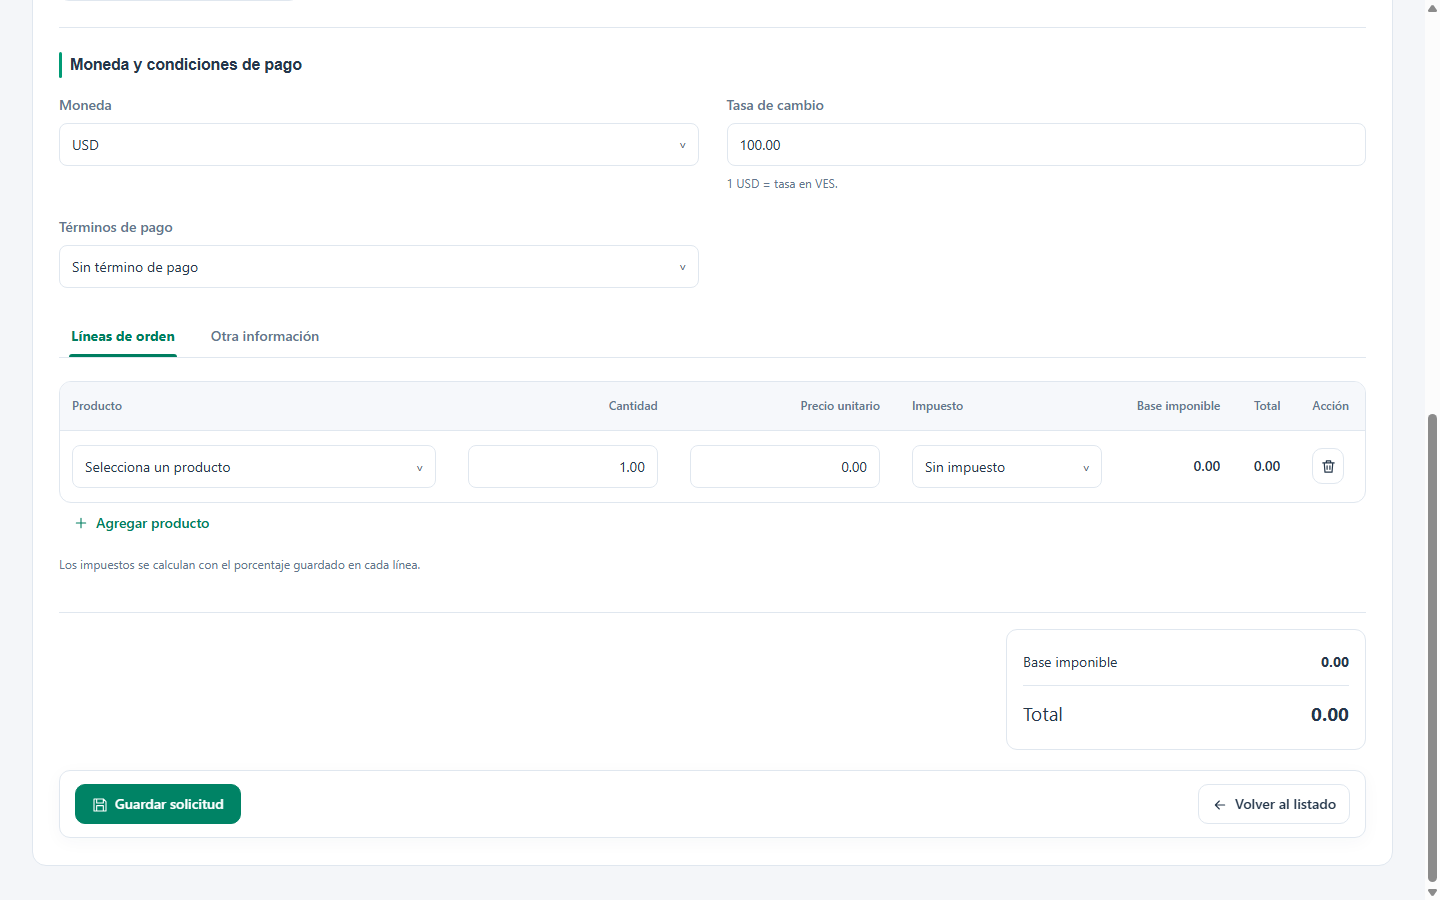 Moneda y condiciones de pago
Moneda
Tasa de cambio
USD
100.00
1 USD = tasa en VES.
Términos de pago
Sin término de pago
Líneas de orden
Otra información
Producto
Cantidad
Precio unitario
Impuesto
Base imponible
Total
Acción
Selecciona un producto
1.00
0.00
Sin impuesto
0.00
0.00
+ Agregar producto
Los impuestos se calculan con el porcentaje guardado en cada línea.
Base imponible
0.00
Total
0.00
Guardar solicitud
← Volver al listado